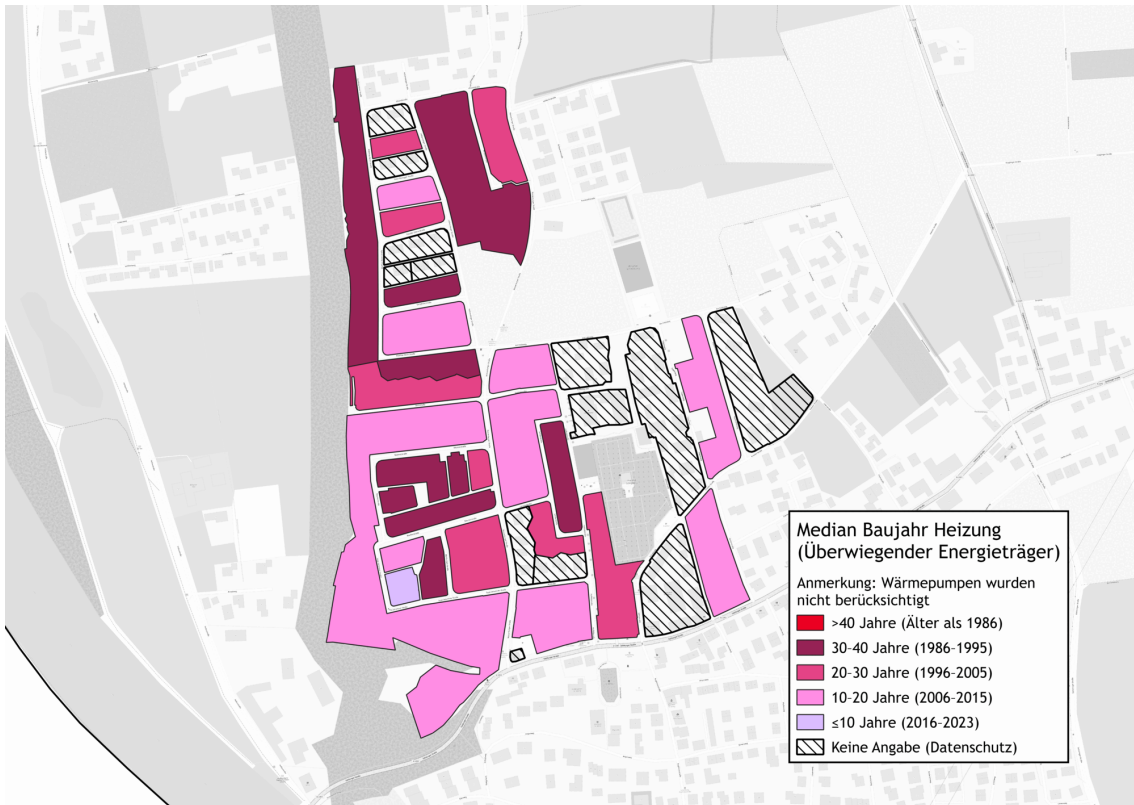 Median Baujahr Heizung
(Überwiegender Energieträger)
Anmerkung: Wärmepumpen wurden
nicht berücksichtigt
>40 Jahre (Älter als 1986)
30-40 Jahre (1986-1995)
20-30 Jahre (1996-2005)
10-20 Jahre (2006-2015)
≤10 Jahre (2016-2023)
Keine Angabe (Datenschutz)